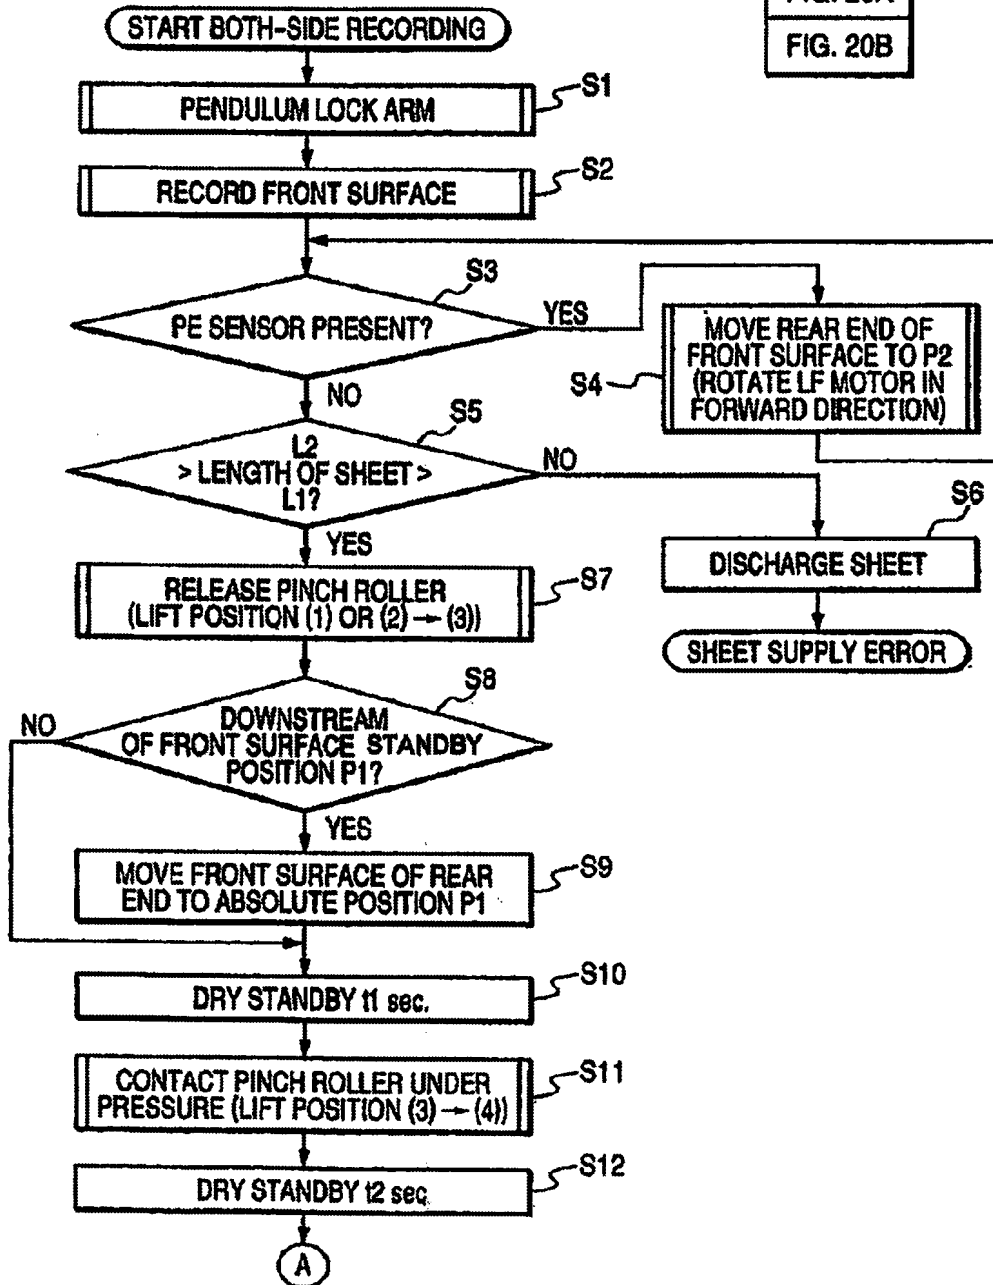 START BOTH-SIDE RECORDING
FIG. 20B
PENDULUM LOCK ARM
S1
RECORD FRONT SURFACE
S2
S3
PE SENSOR PRESENT?
YES
NO
S4
MOVE REAR END OF
FRONT SURFACE TO P2
(ROTATE LF MOTOR IN
FORWARD DIRECTION)
S5
L2
> LENGTH OF SHEET >
L1?
NO
YES
S6
DISCHARGE SHEET
SHEET SUPPLY ERROR
RELEASE PINCH ROLLER
(LIFT POSITION (1) OR (2) → (3))
S7
S8
DOWNSTREAM
OF FRONT SURFACE STANDBY
POSITION P1?
NO
YES
MOVE FRONT SURFACE OF REAR
END TO ABSOLUTE POSITION P1
S9
DRY STANDBY t1 sec.
S10
CONTACT PINCH ROLLER UNDER
PRESSURE (LIFT POSITION (3) → (4))
S11
DRY STANDBY t2 sec
S12
A